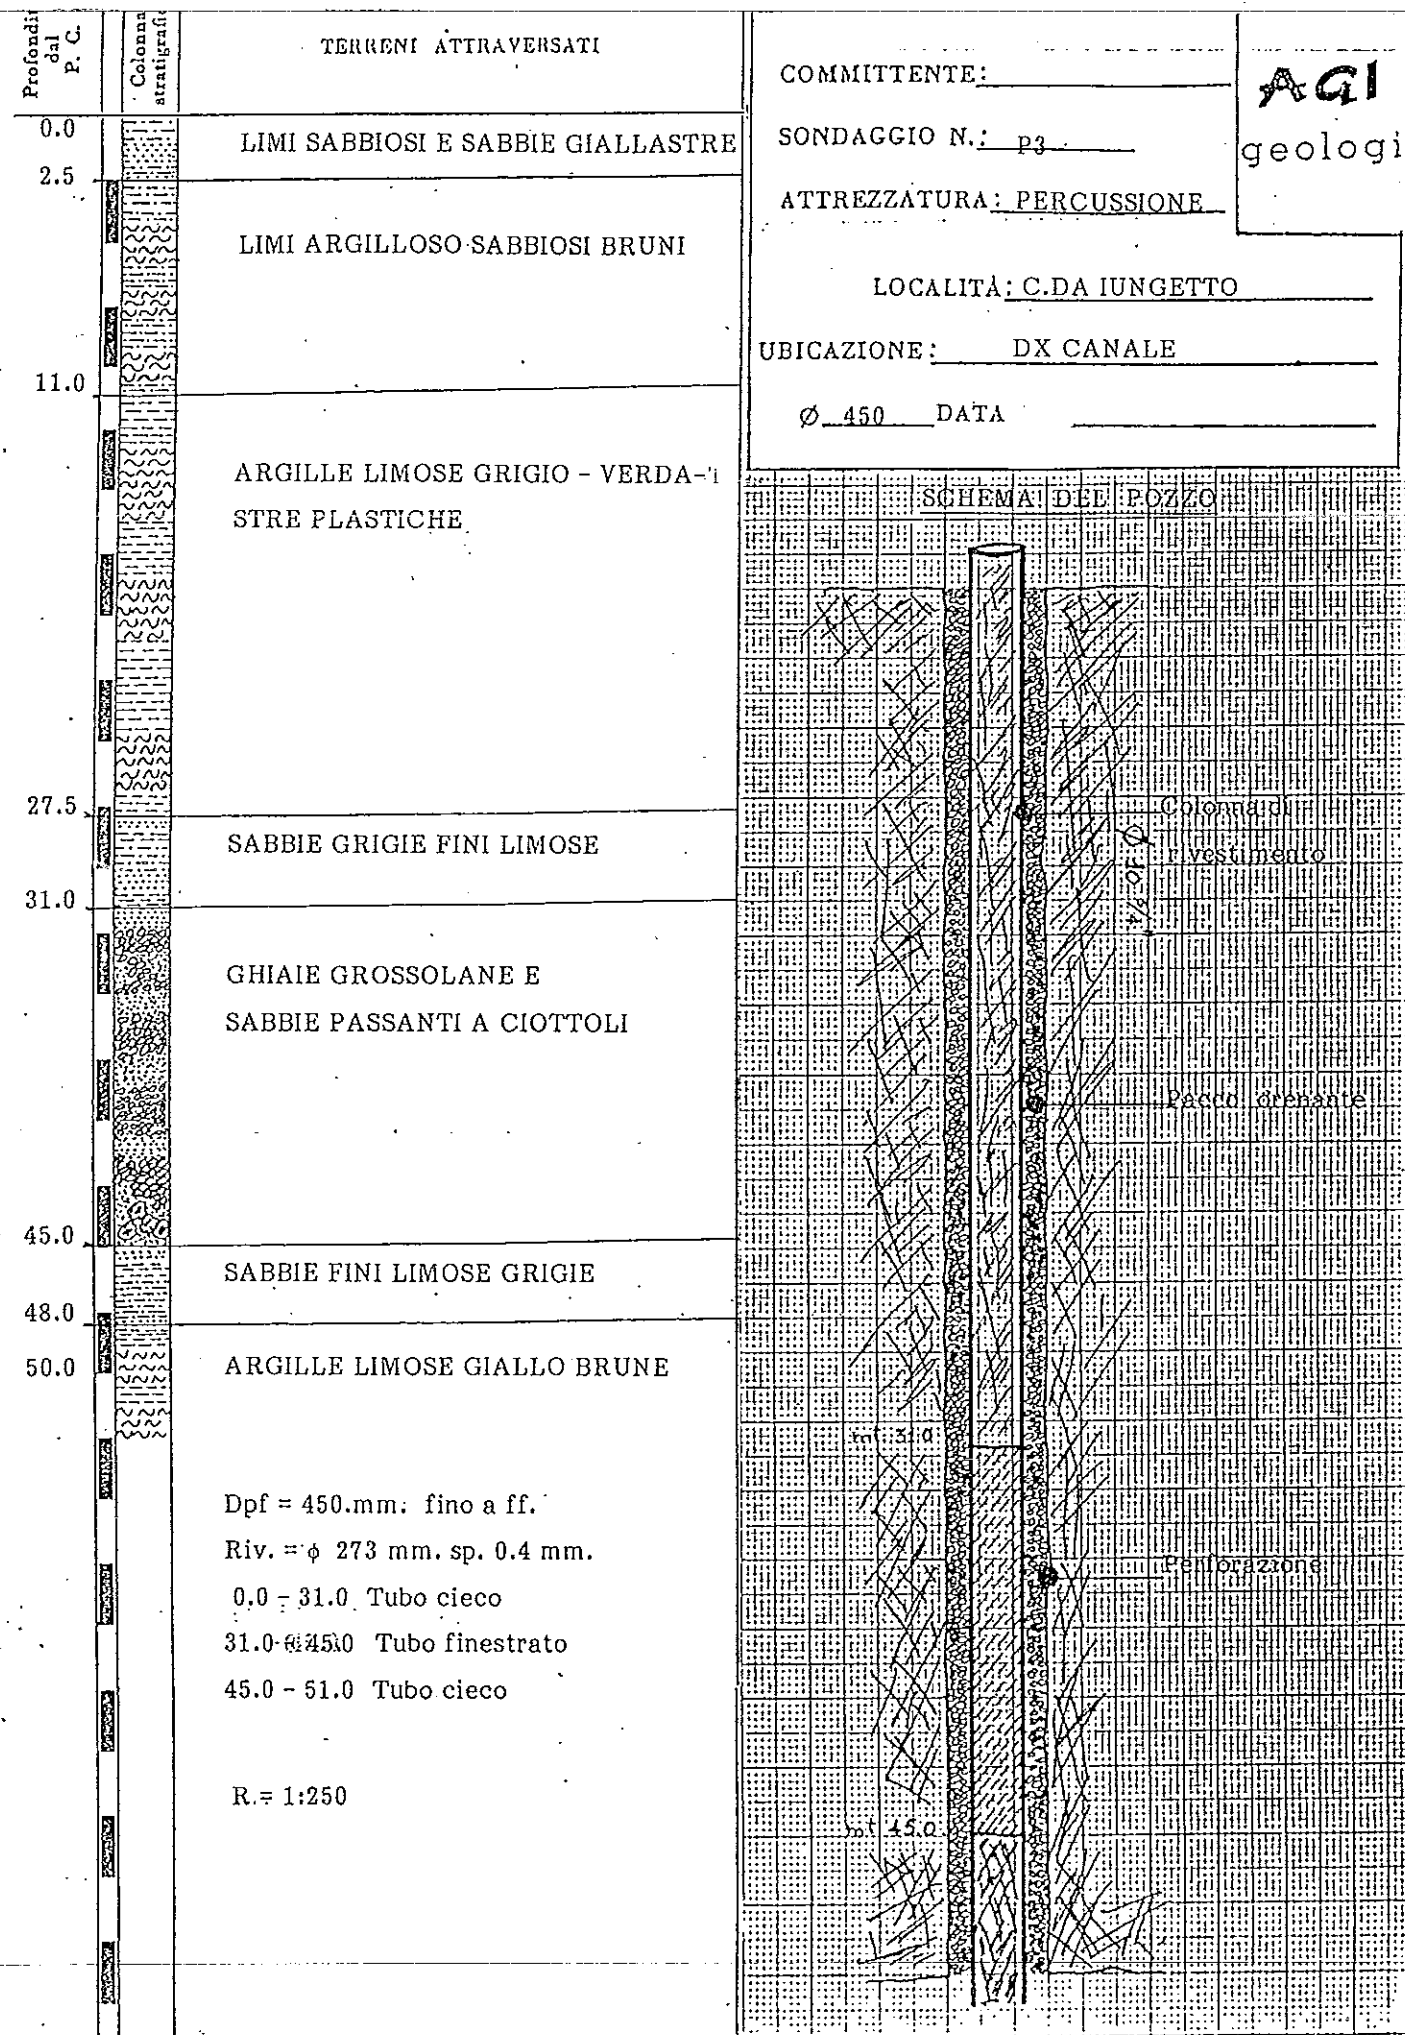 Profondi
dal
P. C.
Colonna
stratigrafic
TERRENI ATTRAVERSATI
0.0
LIMI SABBIOSI E SABBIE GIALLASTRE
2.5
LIMI ARGILLOSO SABBIOSI BRUNI
11.0
ARGILLE LIMOSE GRIGIO - VERDA-
STRE PLASTICHE
27.5
SABBIE GRIGIE FINI LIMOSE
31.0
GHIAIE GROSSOLANE E
SABBIE PASSANTI A CIOTTOLI
45.0
SABBIE FINI LIMOSE GRIGIE
48.0
50.0
ARGILLE LIMOSE GIALLO BRUNE
Dpf = 450.mm. fino a ff.
Riv. = φ 273 mm. sp. 0.4 mm.
0.0 - 31.0 Tubo cieco
31.0 45.0 Tubo finestrato
45.0 - 51.0 Tubo cieco
R.= 1:250
COMMITTENTE:
SONDAGGIO N.: P3
ATTREZZATURA: PERCUSSIONE
AGI
geologi
LOCALITÀ: C.DA IUNGETTO
UBICAZIONE: DX CANALE
Ø 450 DATA
SCHEMA DEL POZZO
Colonna di
rivestimento
Pacco drenante
mt 31.0
Perforazione
mt 45.0